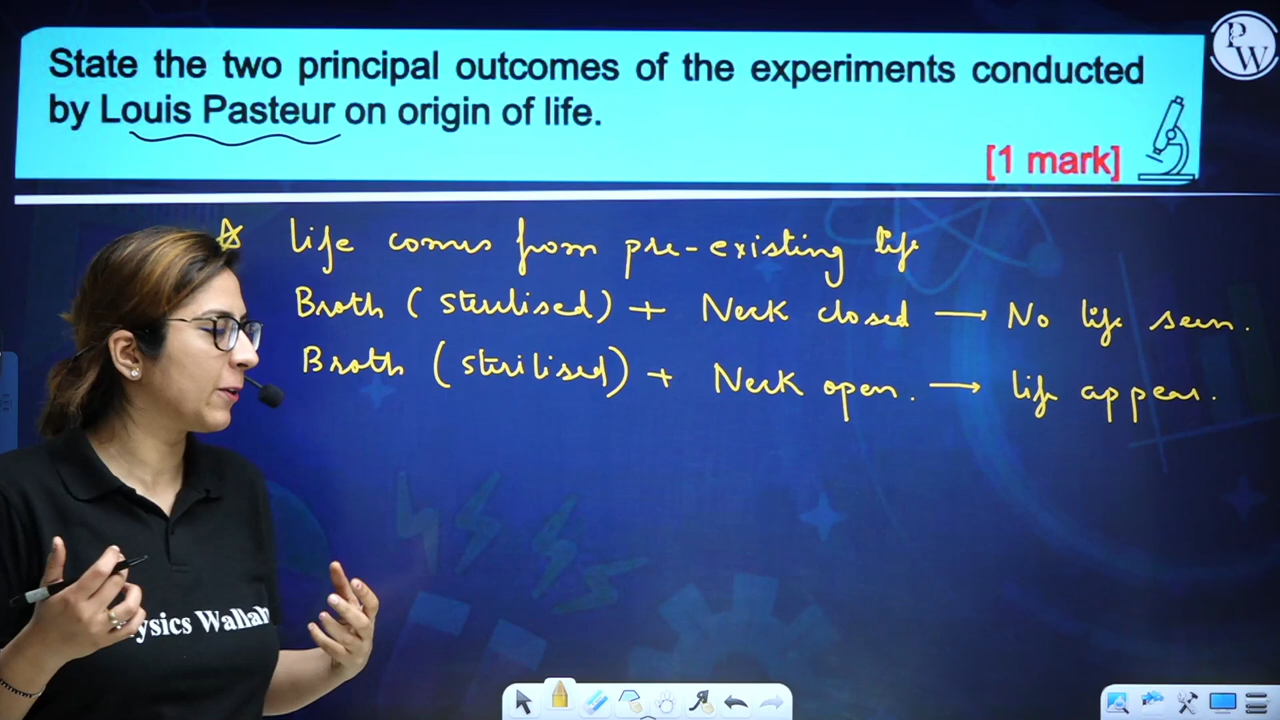 State the two principal outcomes of the experiments conducted
by Louis Pasteur on origin of life.
[1 mark]
PW
☆ life comes from pre-existing life
Broth (sterilised) + Neck closed → No life seen.
Broth (sterilised) + Neck open. → life appears.
ysics Wallah